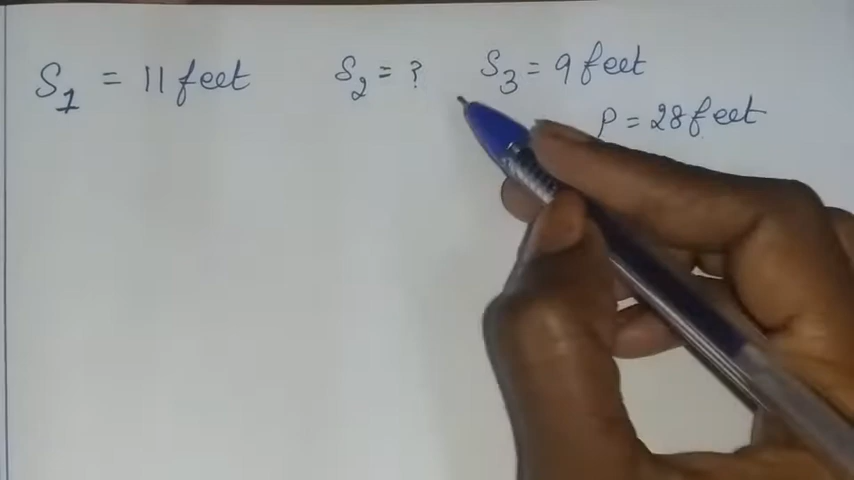 S1 = 11 feet S2 = ? S3 = 9 feet
P = 28 feet